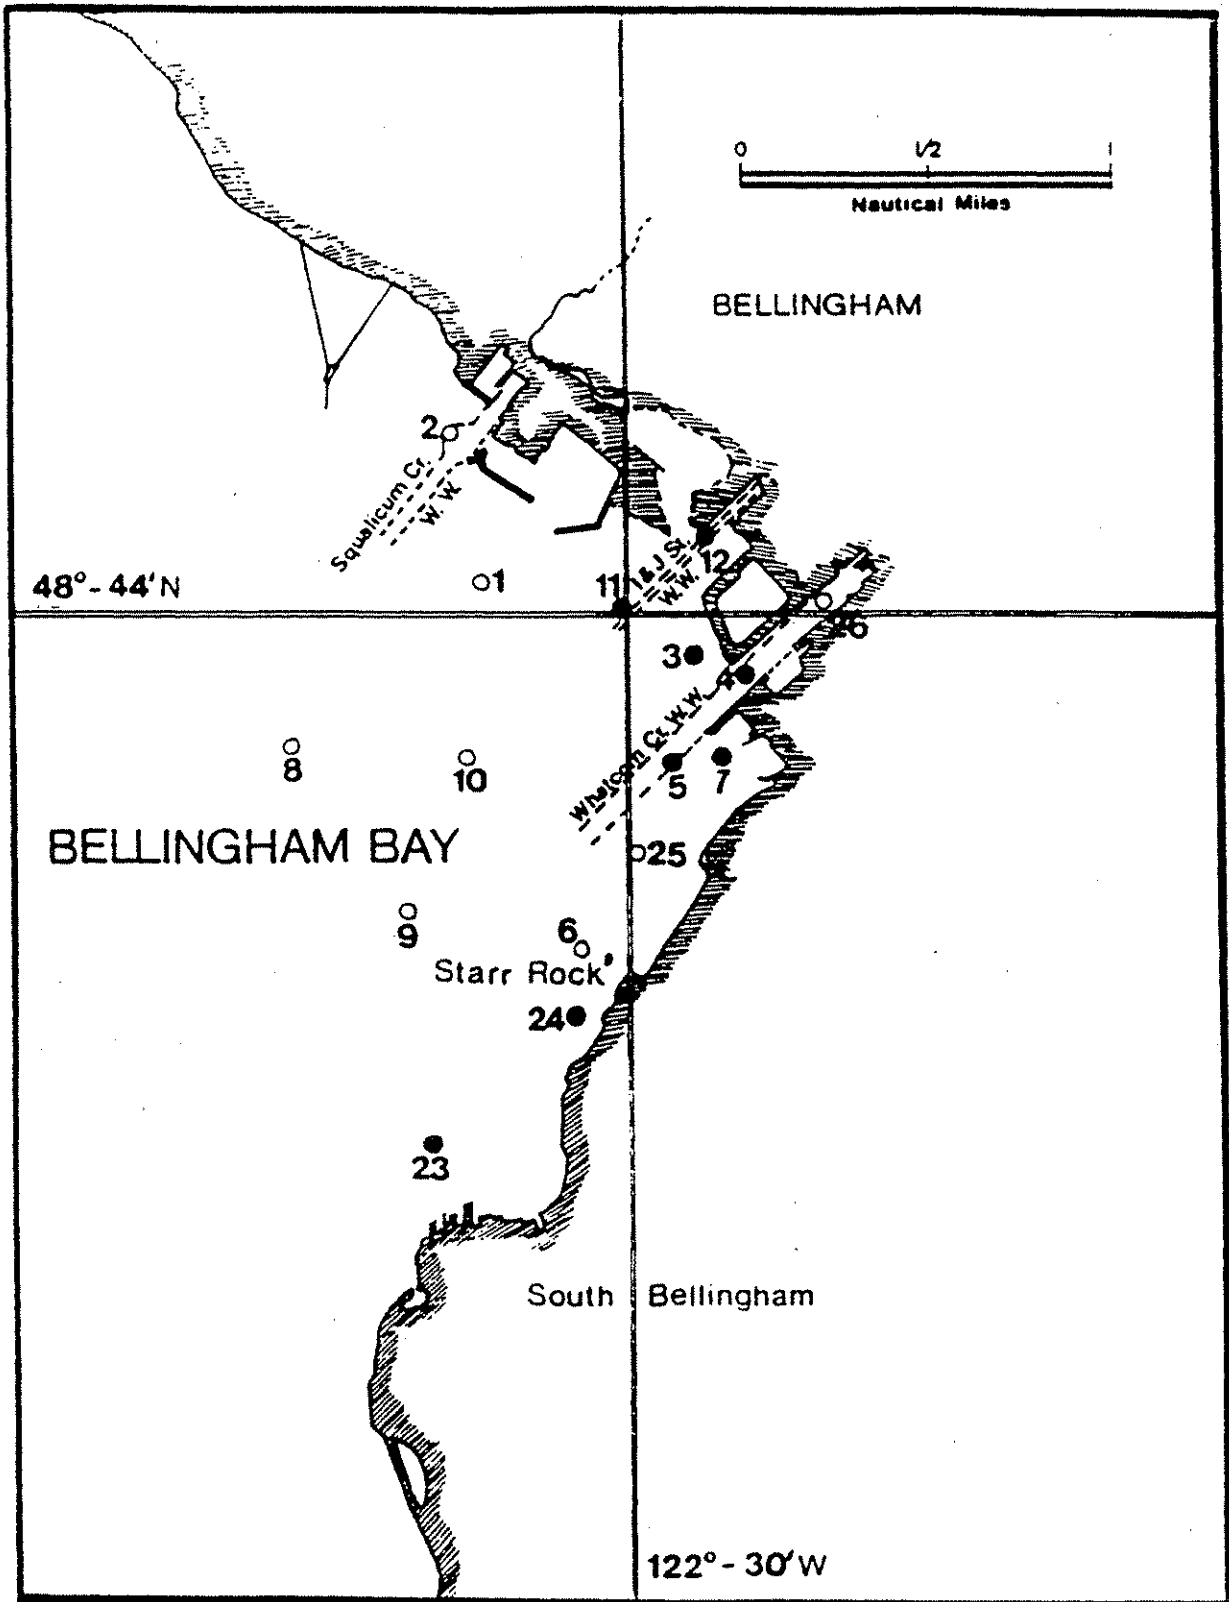 0 1/2 1
Nautical Miles
BELLINGHAM
2
Squalicum Cr.
W. W.
I & J St.
W.W.
12
11
1
48°- 44'N
26
3
4
Whatcom Cr. W.W.
8
10
5
7
BELLINGHAM BAY
25
9
6
Starr Rock
24
23
South Bellingham
122°- 30'W